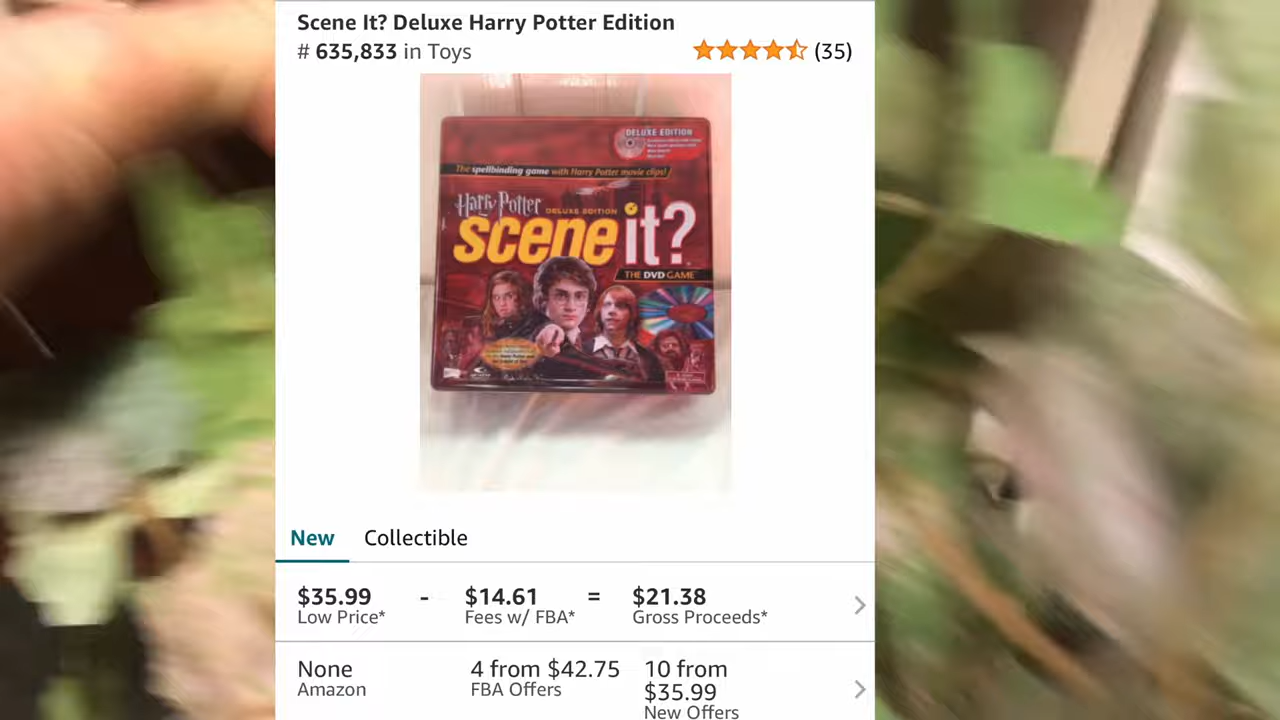 Scene It? Deluxe Harry Potter Edition
# 635,833 in Toys
(35)
DELUXE EDITION
The spellbinding game with Harry Potter movie clips!
Harry Potter
DELUXE EDITION
scene it?
THE DVD GAME
New
Collectible
$35.99 - $14.61 = $21.38
Low Price* Fees w/ FBA* Gross Proceeds*
None 4 from $42.75 10 from
$35.99
Amazon FBA Offers
New Offers